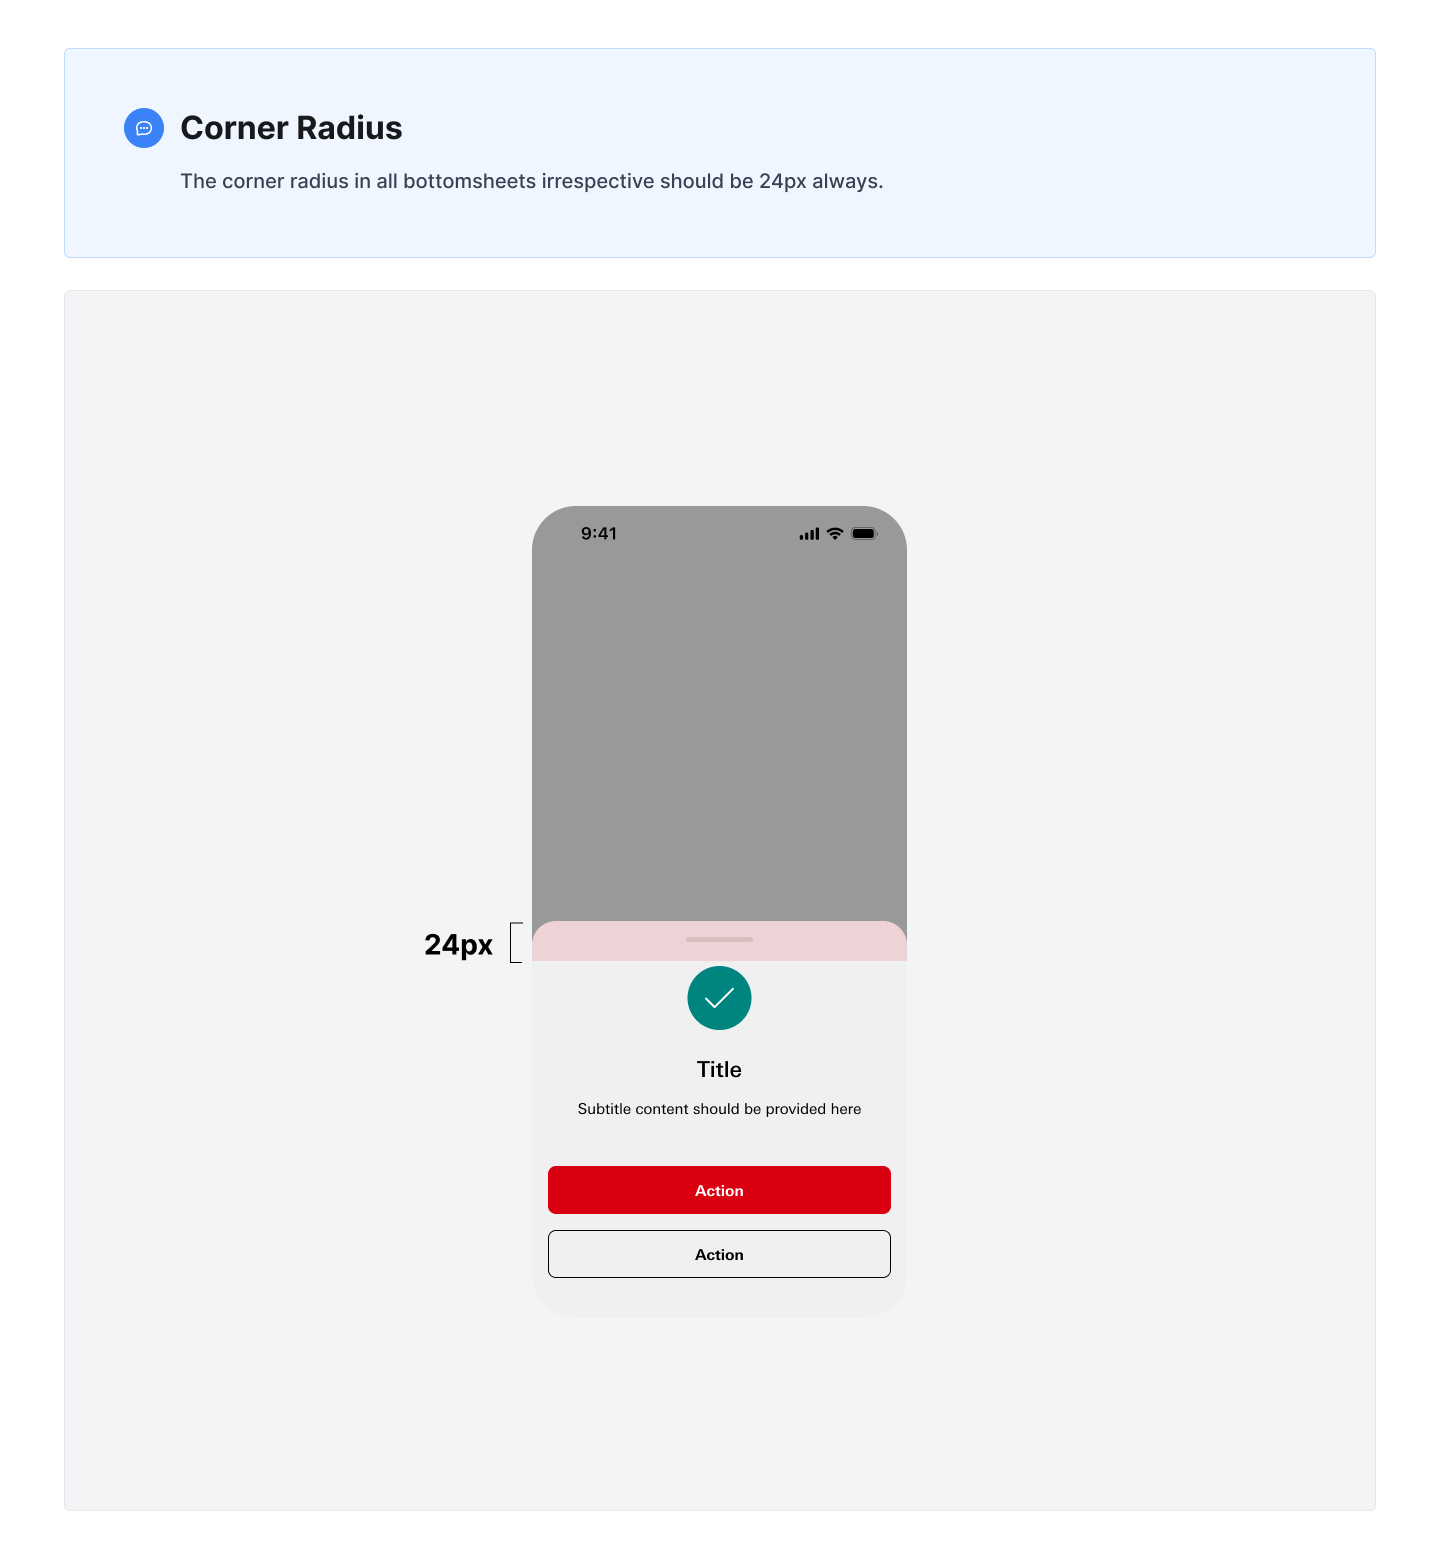 Corner Radius
The corner radius in all bottomsheets irrespective should be 24px always.
9:41
24px
Title
Subtitle content should be provided here
Action
Action